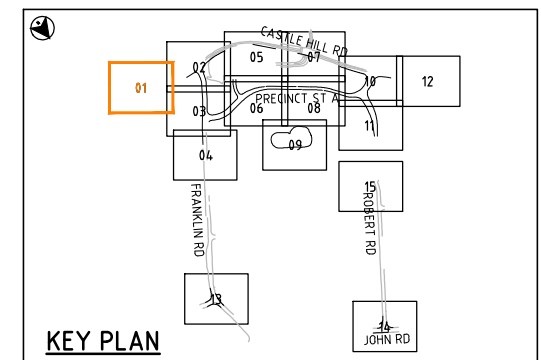 CASTLE HILL RD
05
07
02
10
12
01
PRECINCT ST A
03
06
08
11
09
04
15
FRANKLIN RD
ROBERT RD
13
14
JOHN RD
KEY PLAN